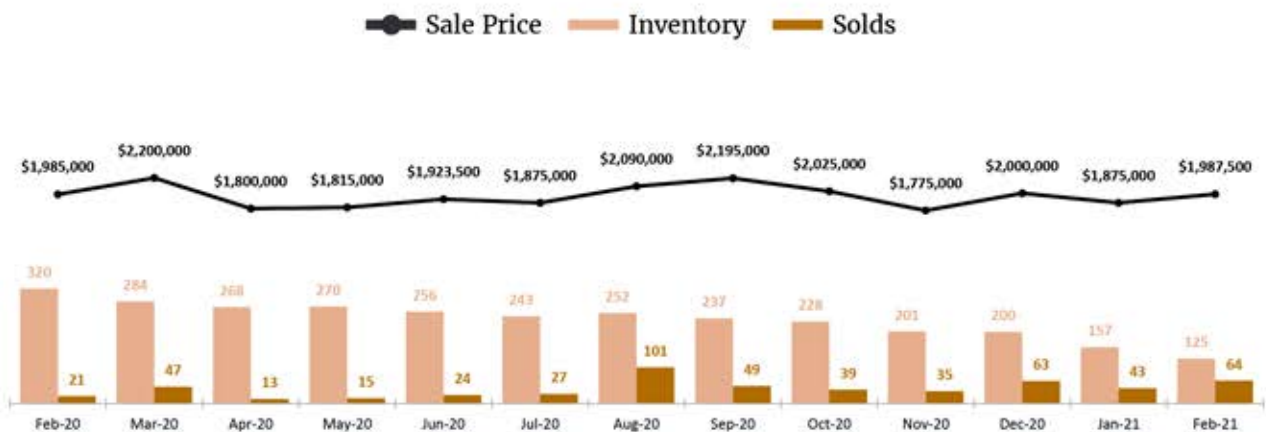 Sale Price Inventory Solds
$1,985,000 $2,200,000 $1,800,000 $1,815,000 $1,923,500 $1,875,000 $2,090,000 $2,195,000 $2,025,000 $1,775,000 $2,000,000 $1,875,000 $1,987,500
320 284 268 270 256 243 252 237 228 201 200 157 125
21 47 13 15 24 27 101 49 39 35 63 43 64
Feb-20 Mar-20 Apr-20 May-20 Jun-20 Jul-20 Aug-20 Sep-20 Oct-20 Nov-20 Dec-20 Jan-21 Feb-21